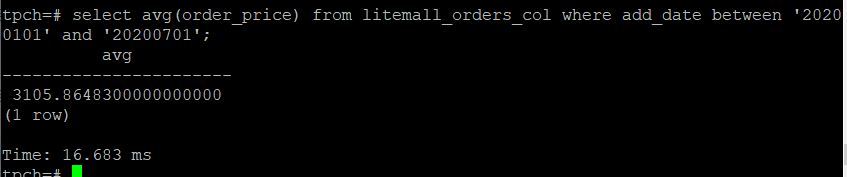 tpch=# select avg(order_price) from litemall_orders_col where add_date between '2020
0101' and '20200701';
avg
-----------------------
3105.8648300000000000
(1 row)
Time: 16.683 ms
tpch=#